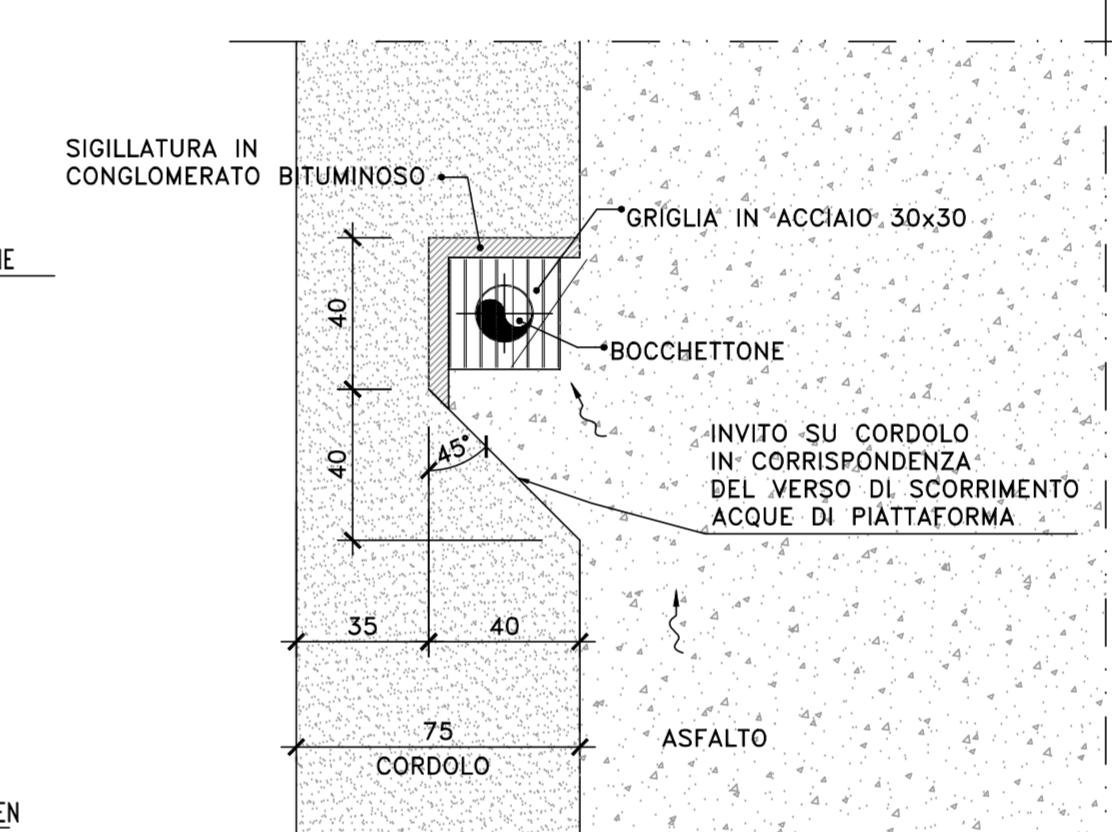 SIGILLATURA IN
CONGLOMERATO BITUMINOSO
GRIGLIA IN ACCIAIO 30x30
E
40
BOCCHETTONE
INVITO SU CORDOLO
IN CORRISPONDENZA
DEL VERSO DI SCORRIMENTO
ACQUE DI PIATTAFORMA
45°
40
35
40
75
CORDOLO
ASFALTO
EN